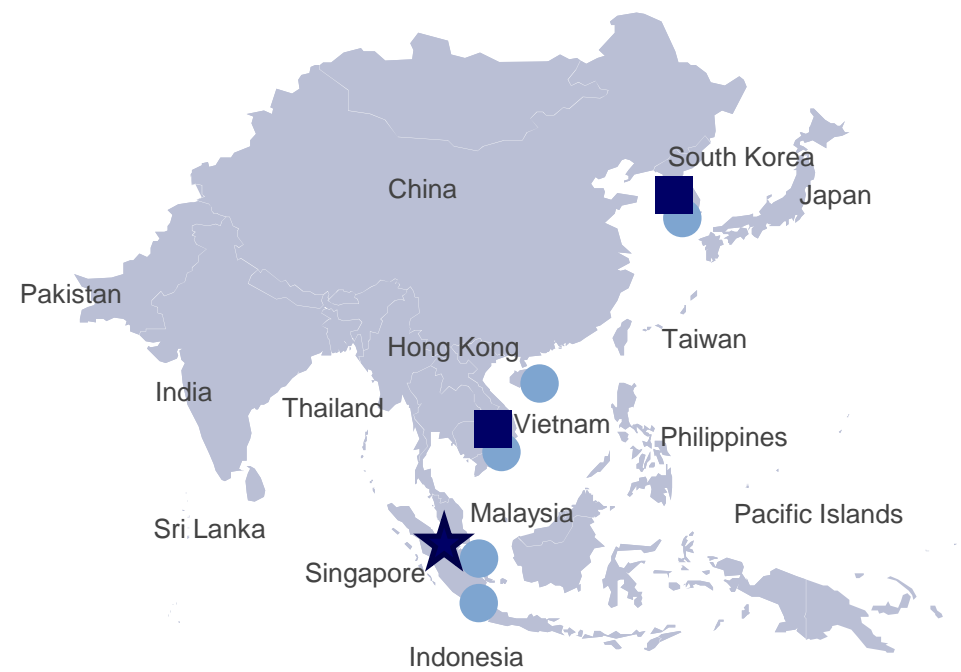 South Korea
China
Japan
Pakistan
Taiwan
Hong Kong
India
Thailand
Vietnam
Philippines
Malaysia
Pacific Islands
Sri Lanka
Singapore
Indonesia